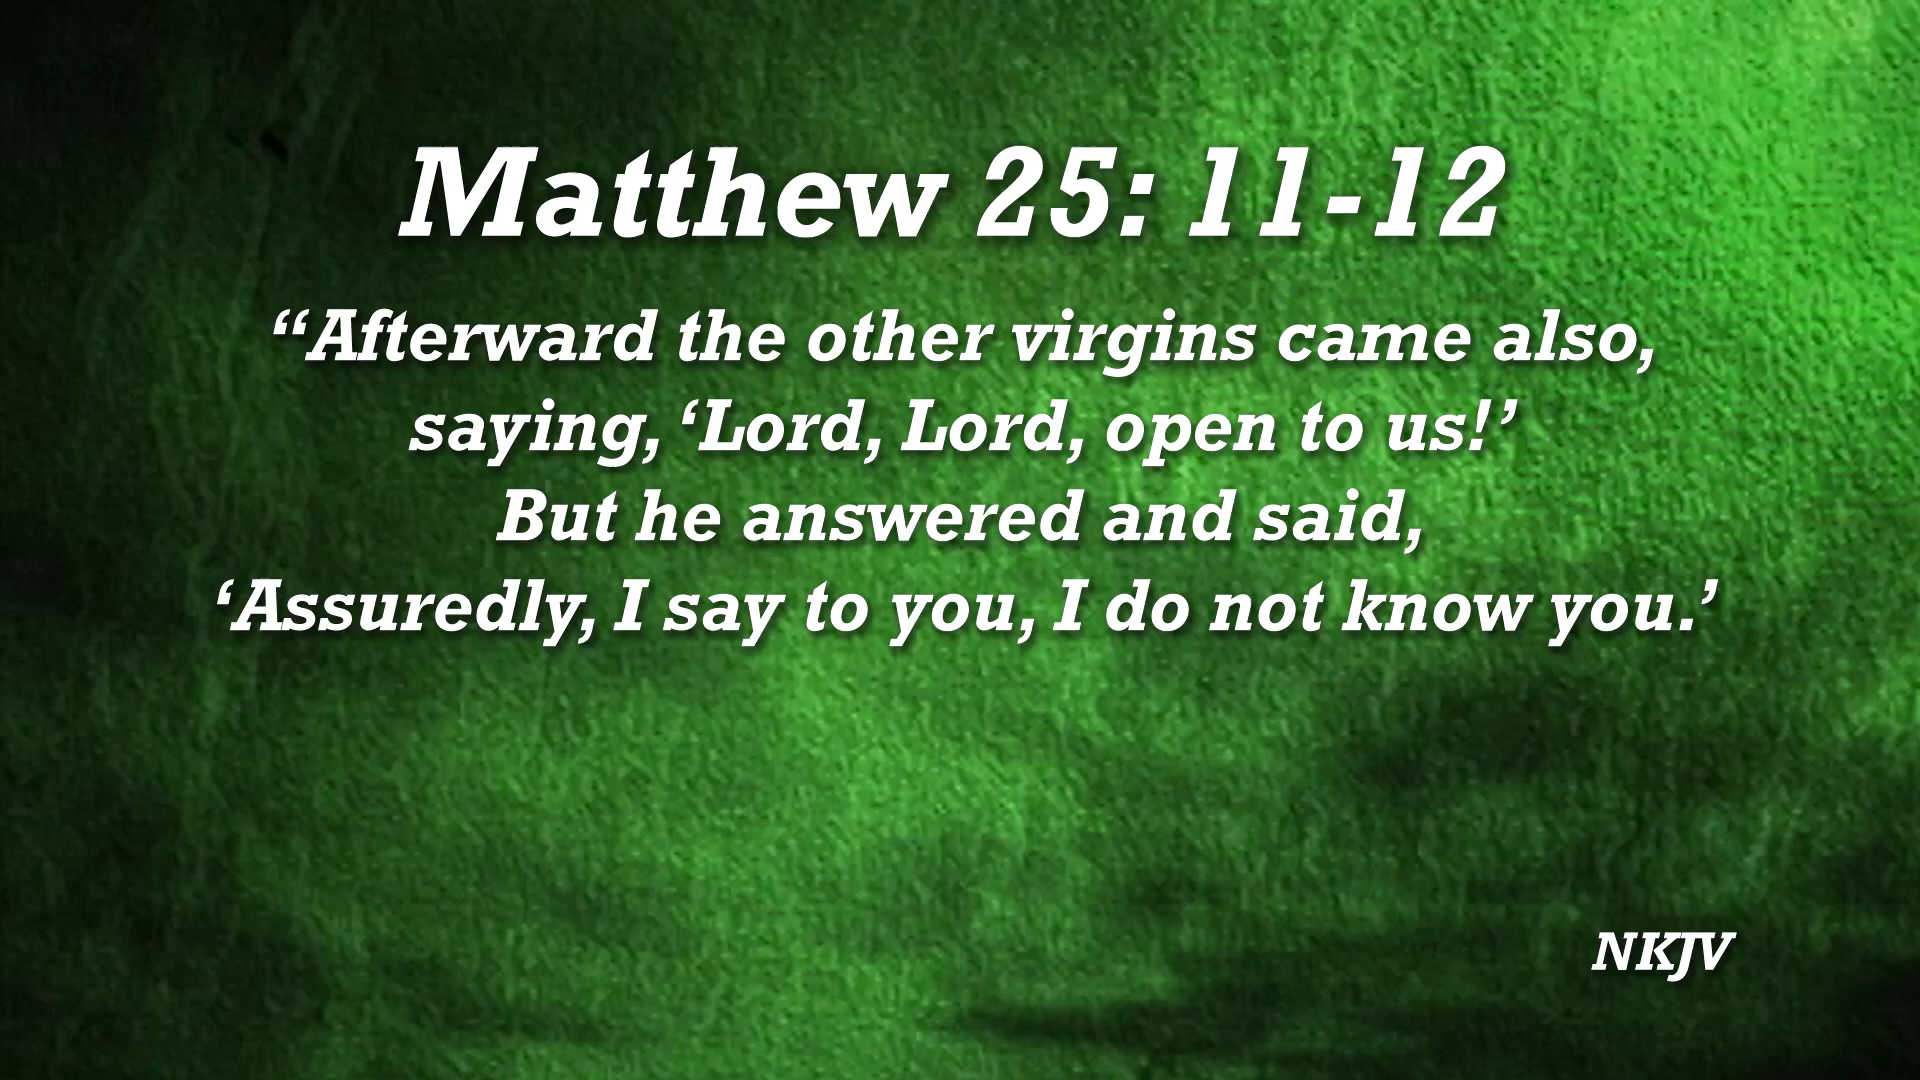 Matthew 25: 11-12
“Afterward the other virgins came also,
saying, ‘Lord, Lord, open to us!’
But he answered and said,
‘Assuredly, I say to you, I do not know you.’
NKJV